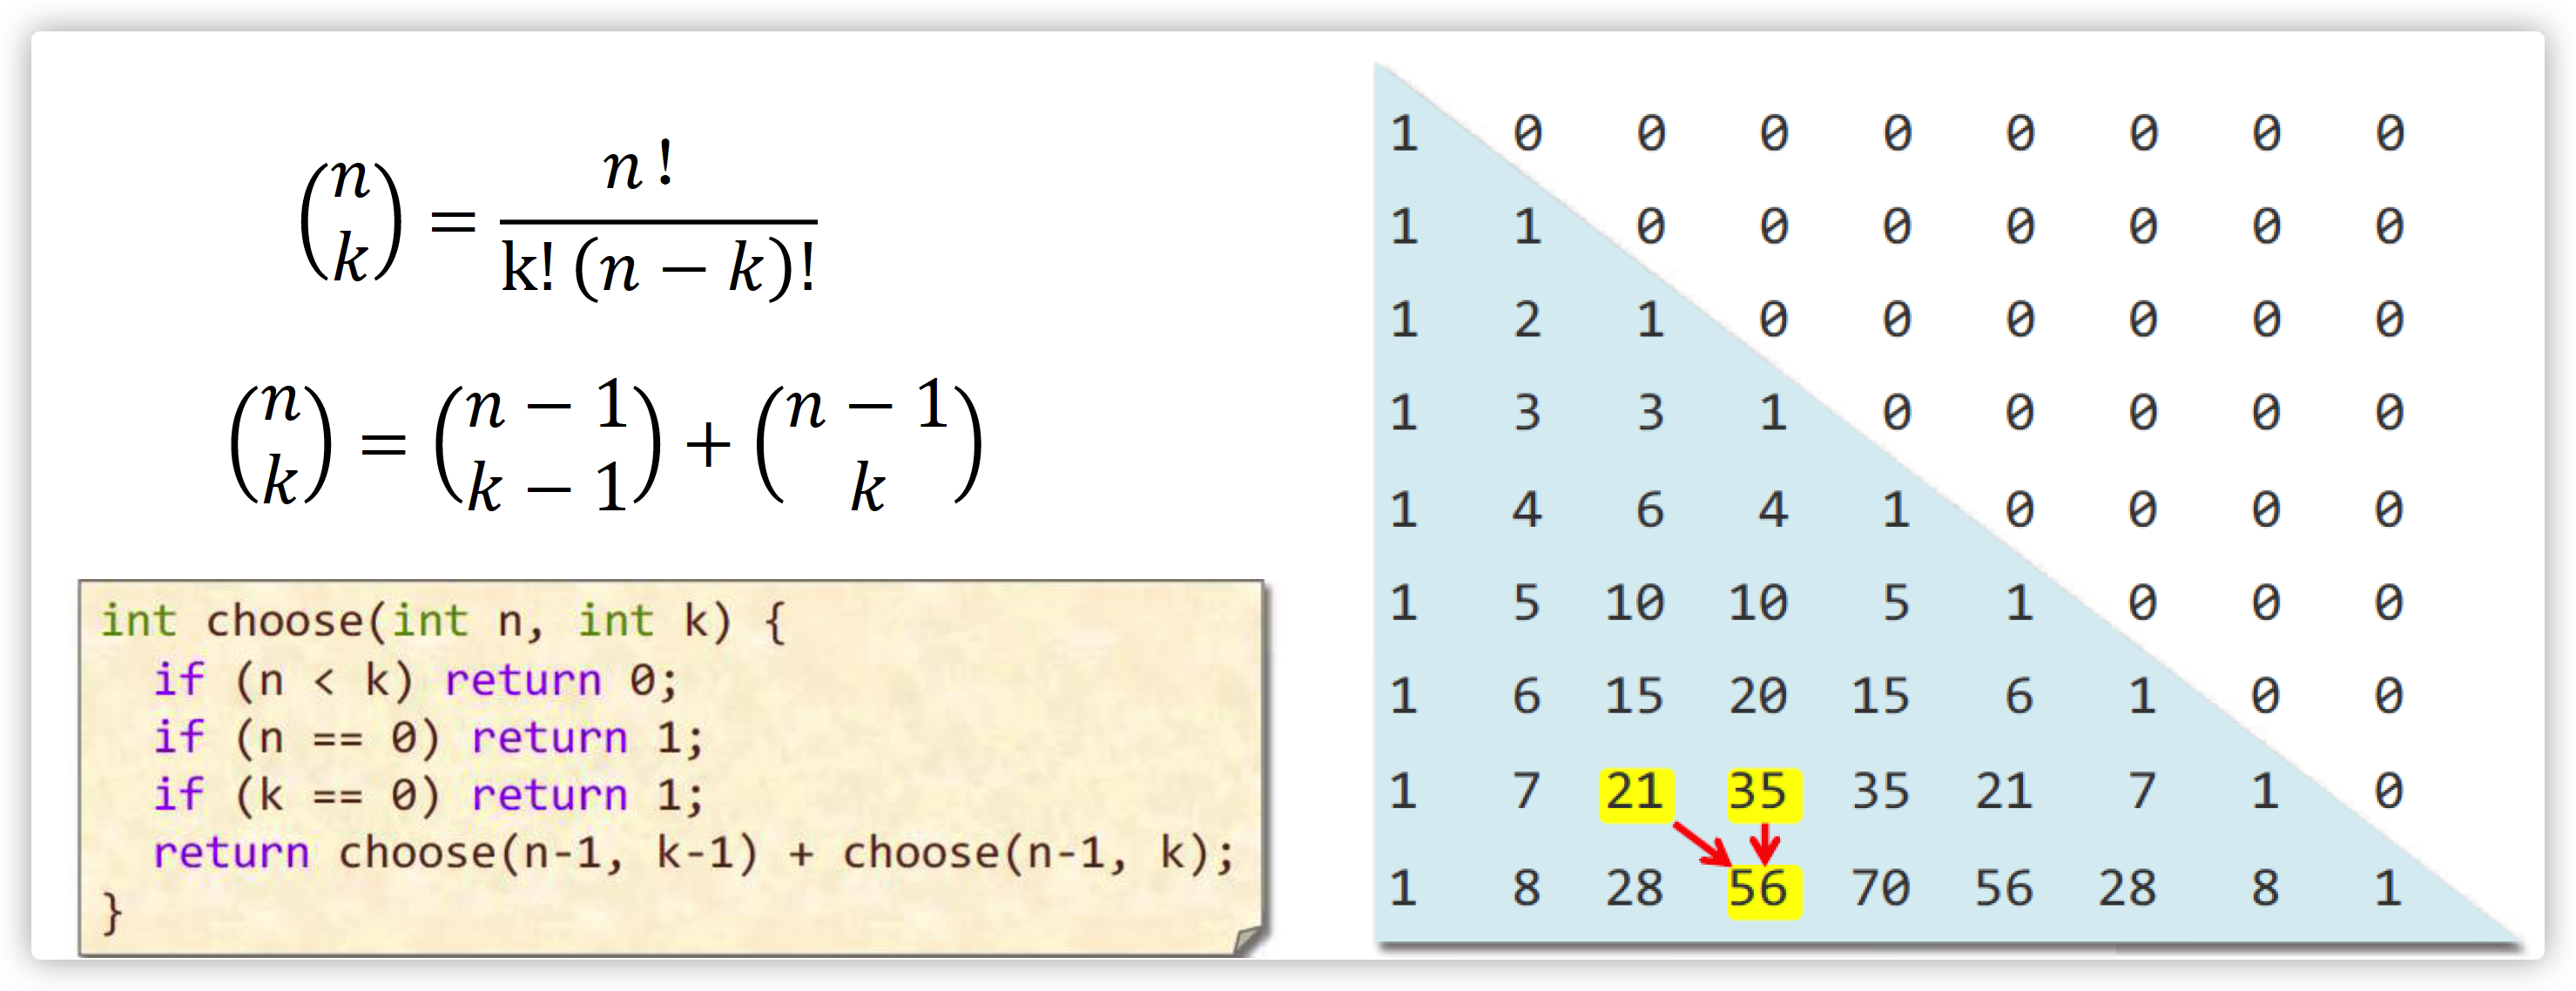 (n k) = n! / k! (n − k)!
(n k) = (n − 1 k − 1) + (n − 1 k)
int choose(int n, int k) {
  if (n < k) return 0;
  if (n == 0) return 1;
  if (k == 0) return 1;
  return choose(n-1, k-1) + choose(n-1, k);
}
1 0 0 0 0 0 0 0 0
1 1 0 0 0 0 0 0 0
1 2 1 0 0 0 0 0 0
1 3 3 1 0 0 0 0 0
1 4 6 4 1 0 0 0 0
1 5 10 10 5 1 0 0 0
1 6 15 20 15 6 1 0 0
1 7 21 35 35 21 7 1 0
1 8 28 56 70 56 28 8 1